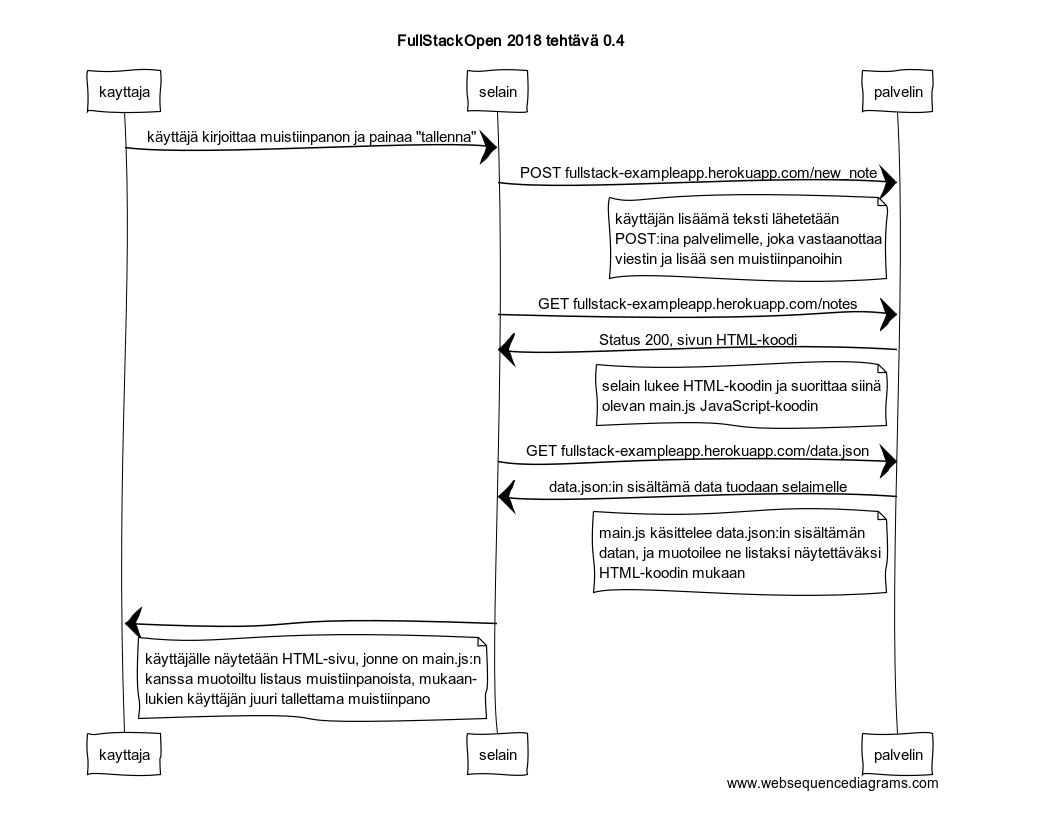 FullStackOpen 2018 tehtävä 0.4
kayttaja
selain
palvelin
käyttäjä kirjoittaa muistiinpanon ja painaa "tallenna"
POST fullstack-exampleapp.herokuapp.com/new_note
käyttäjän lisäämä teksti lähetetään
POST:ina palvelimelle, joka vastaanottaa
viestin ja lisää sen muistiinpanoihin
GET fullstack-exampleapp.herokuapp.com/notes
Status 200, sivun HTML-koodi
selain lukee HTML-koodin ja suorittaa siinä
olevan main.js JavaScript-koodin
GET fullstack-exampleapp.herokuapp.com/data.json
data.json:in sisältämä data tuodaan selaimelle
main.js käsittelee data.json:in sisältämän
datan, ja muotoilee ne listaksi näytettäväksi
HTML-koodin mukaan
käyttäjälle näytetään HTML-sivu, jonne on main.js:n
kanssa muotoiltu listaus muistiinpanoista, mukaan-
lukien käyttäjän juuri tallettama muistiinpano
kayttaja
selain
palvelin
www.websequencediagrams.com